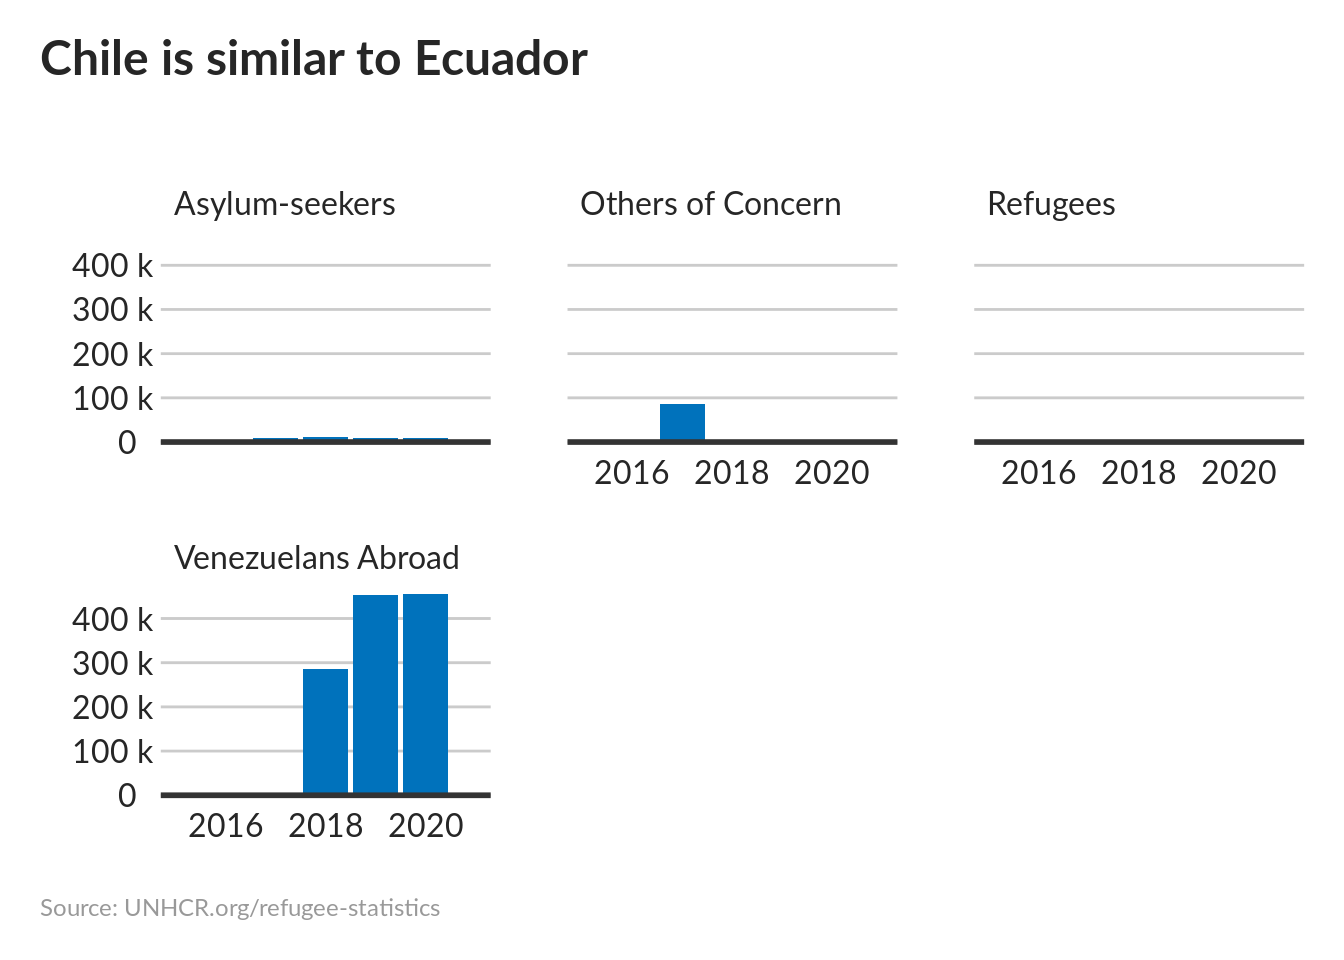 Chile is similar to Ecuador
Asylum-seekers
Others of Concern
Refugees
400 k
300 k
200 k
100 k
0
2016 2018 2020
2016 2018 2020
Venezuelans Abroad
400 k
300 k
200 k
100 k
0
2016 2018 2020
Source: UNHCR.org/refugee-statistics